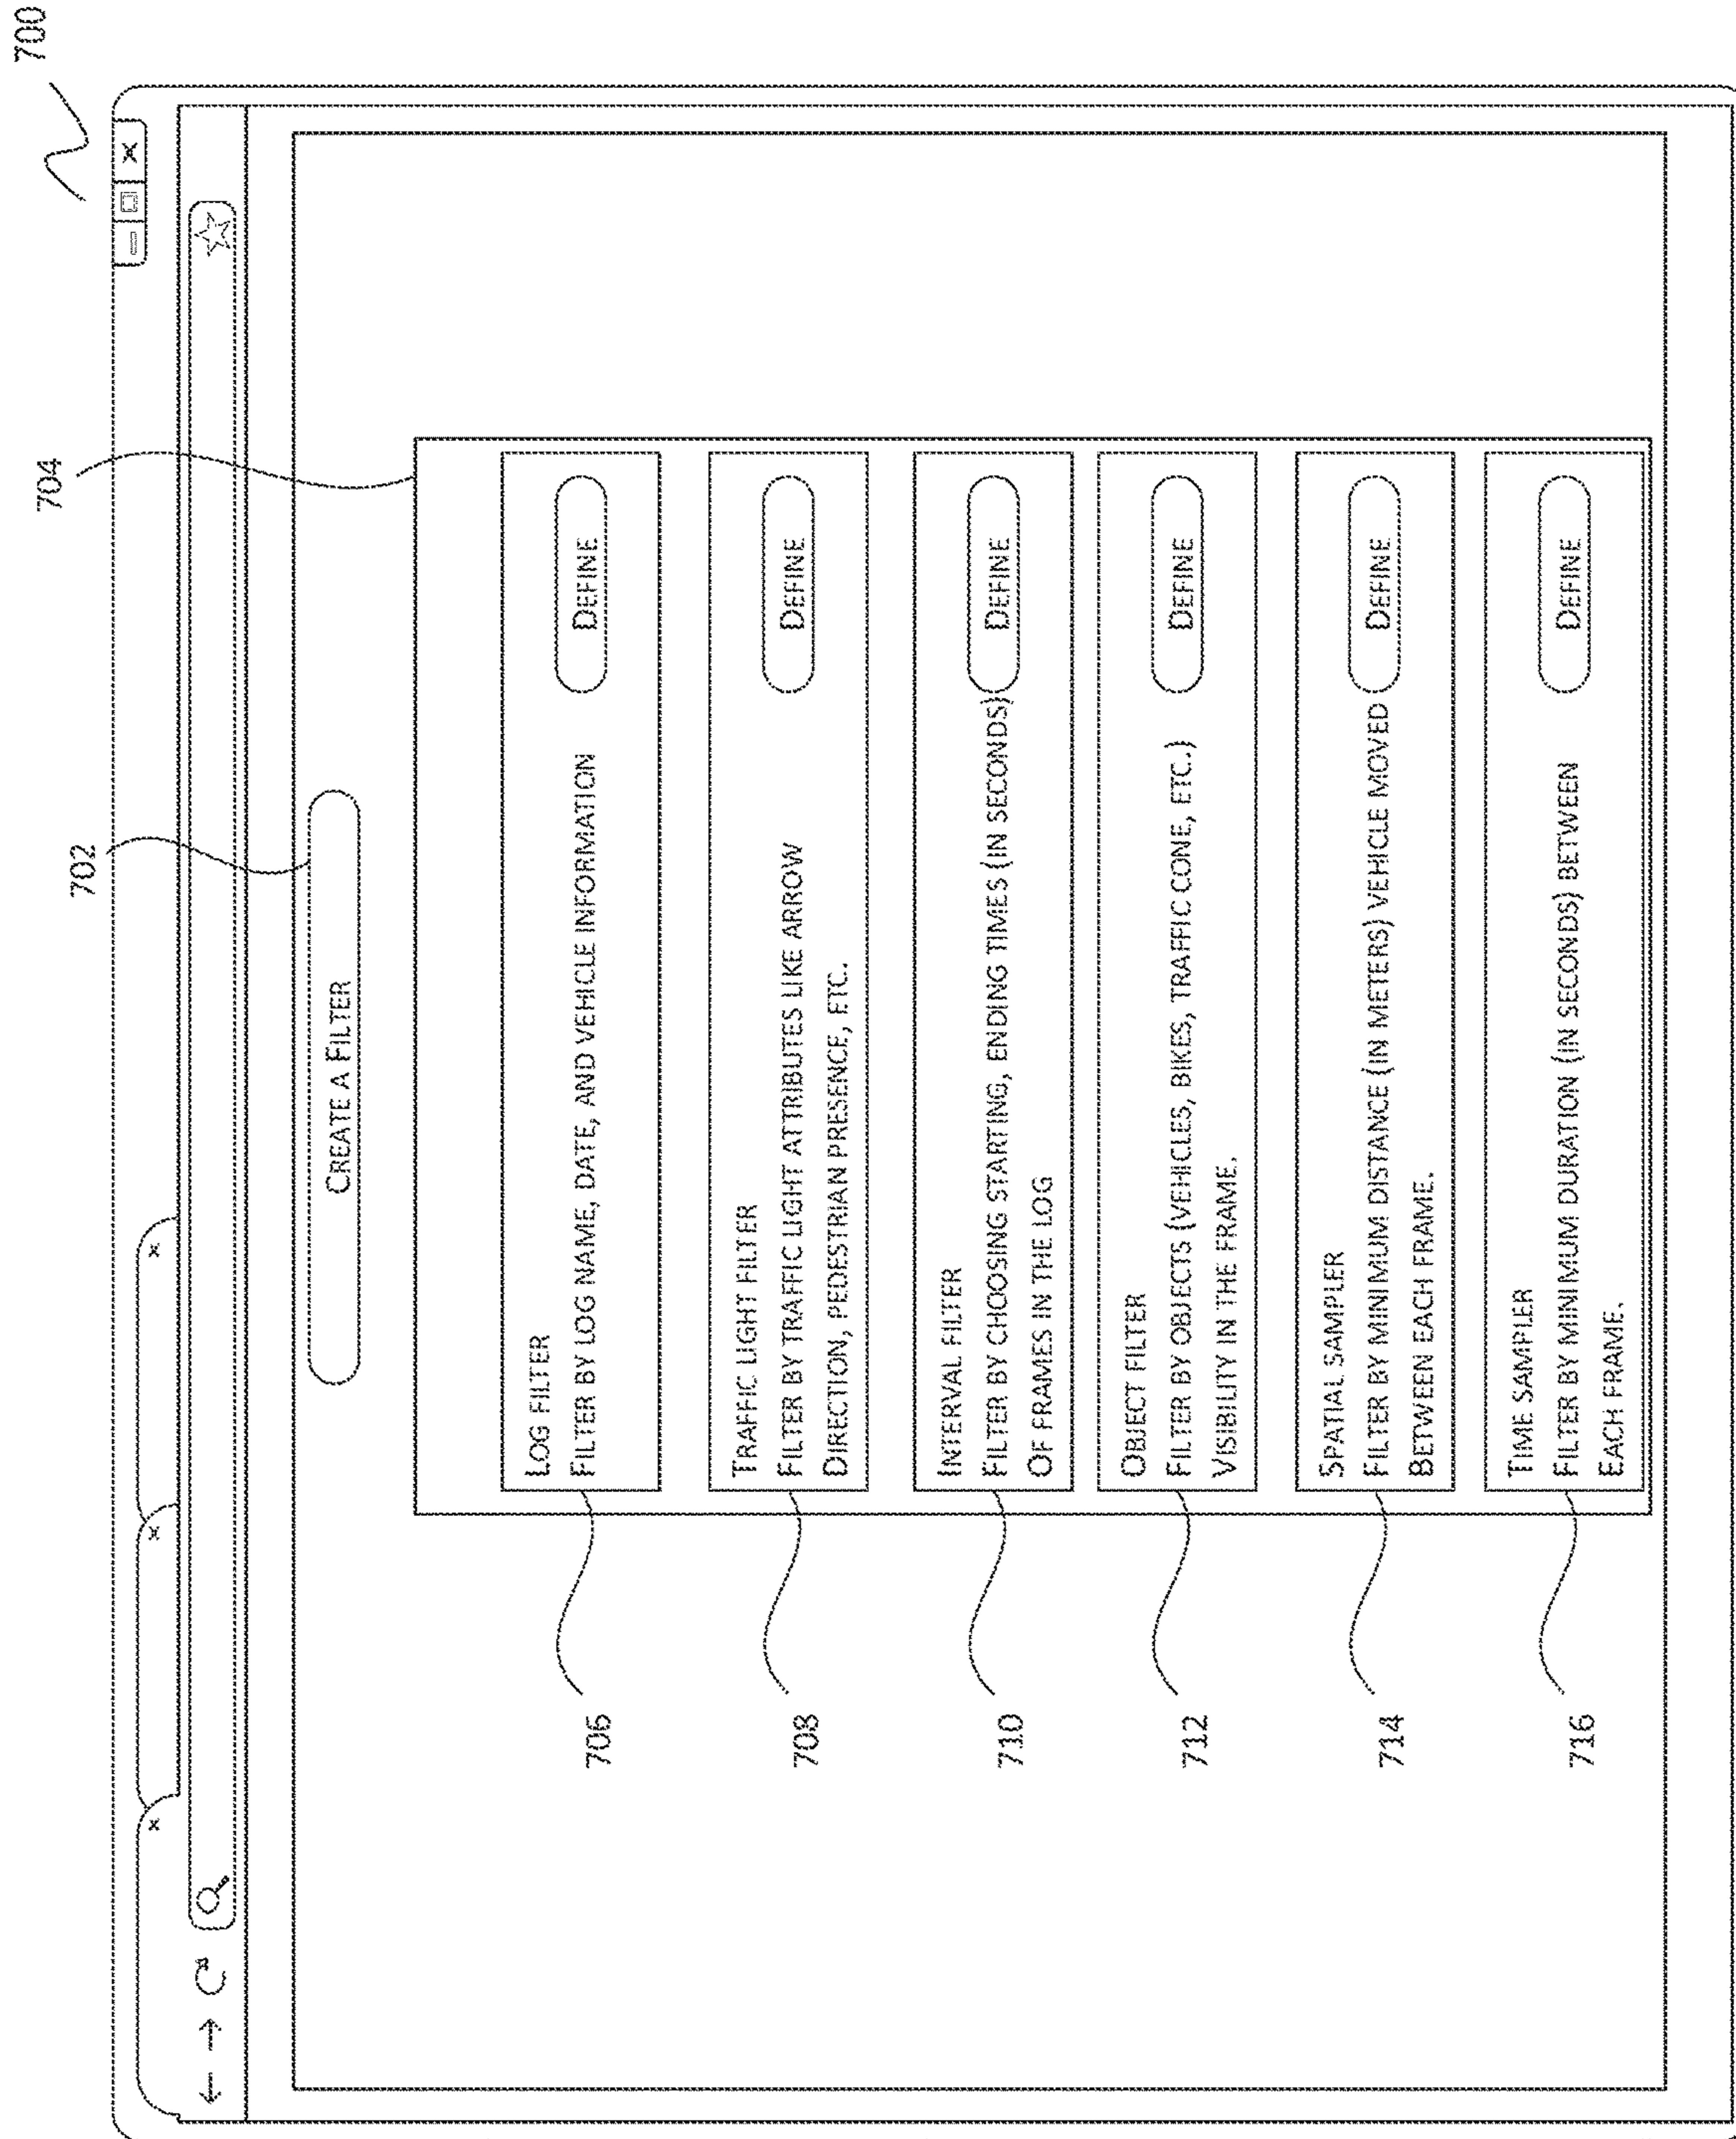 700
702
704
CREATE A FILTER
706
LOG FILTER
FILTER BY LOG NAME, DATE, AND VEHICLE INFORMATION
DEFINE
708
TRAFFIC LIGHT FILTER
FILTER BY TRAFFIC LIGHT ATTRIBUTES LIKE ARROW
DIRECTION, PEDESTRIAN PRESENCE, ETC.
DEFINE
710
INTERVAL FILTER
FILTER BY CHOOSING STARTING, ENDING TIMES (IN SECONDS)
OF FRAMES IN THE LOG
DEFINE
712
OBJECT FILTER
FILTER BY OBJECTS (VEHICLES, BIKES, TRAFFIC CONE, ETC.)
VISIBILITY IN THE FRAME.
DEFINE
714
SPATIAL SAMPLER
FILTER BY MINIMUM DISTANCE (IN METERS) VEHICLE MOVED
BETWEEN EACH FRAME.
DEFINE
716
TIME SAMPLER
FILTER BY MINIMUM DURATION (IN SECONDS) BETWEEN
EACH FRAME.
DEFINE